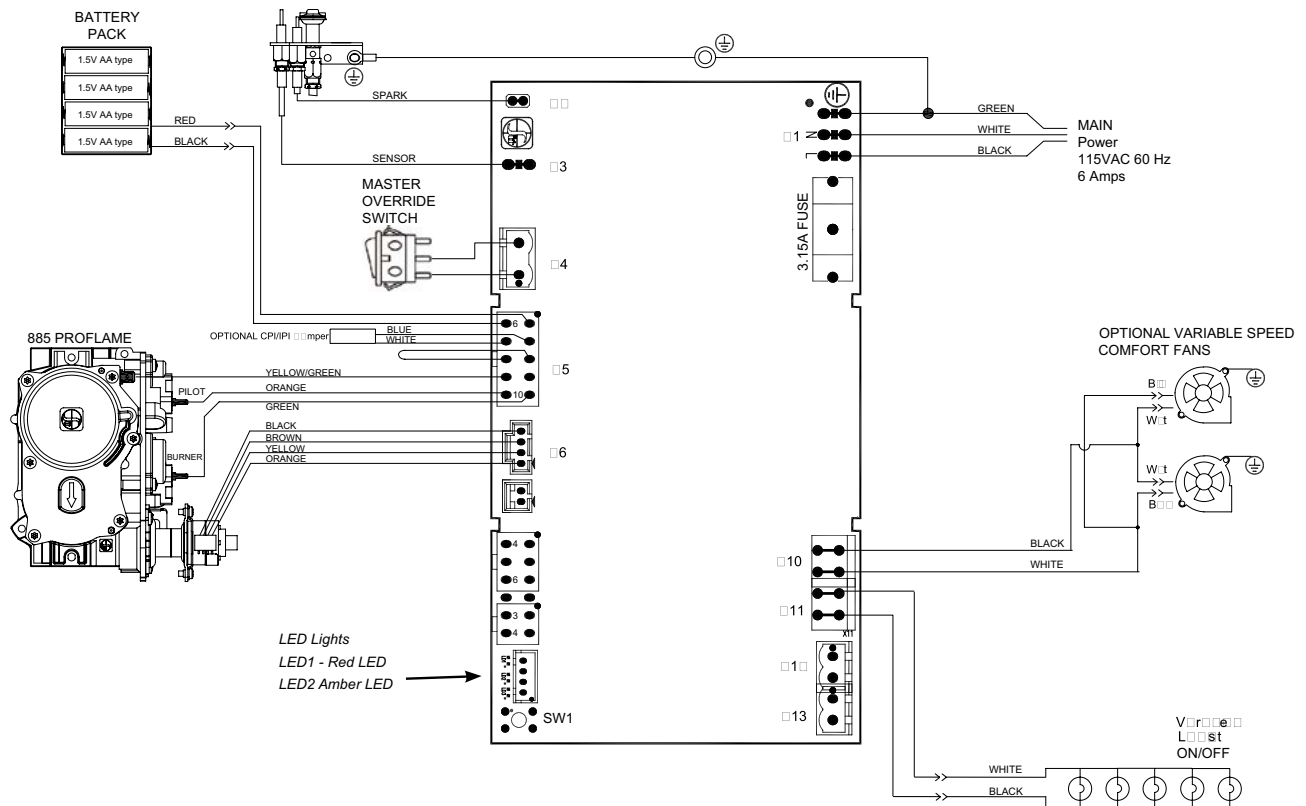 BATTERY
PACK
1.5V AA type
1.5V AA type
1.5V AA type
1.5V AA type
RED
BLACK
SPARK
SENSOR
3
MASTER
OVERRIDE
SWITCH
4
GREEN
1 N
WHITE
L
BLACK
MAIN
Power
115VAC 60 Hz
6 Amps
3.15A FUSE
885 PROFLAME
OPTIONAL CPI/IPI
BLUE
WHITE
6
5
10
YELLOW/GREEN
PILOT
ORANGE
GREEN
BURNER
BLACK
BROWN
YELLOW
ORANGE
6
OPTIONAL VARIABLE SPEED
COMFORT FANS
4
6
3
4
BLACK
10
WHITE
11
X11
13
LED Lights
LED1 - Red LED
LED2 Amber LED
SW1
ON/OFF
WHITE
BLACK